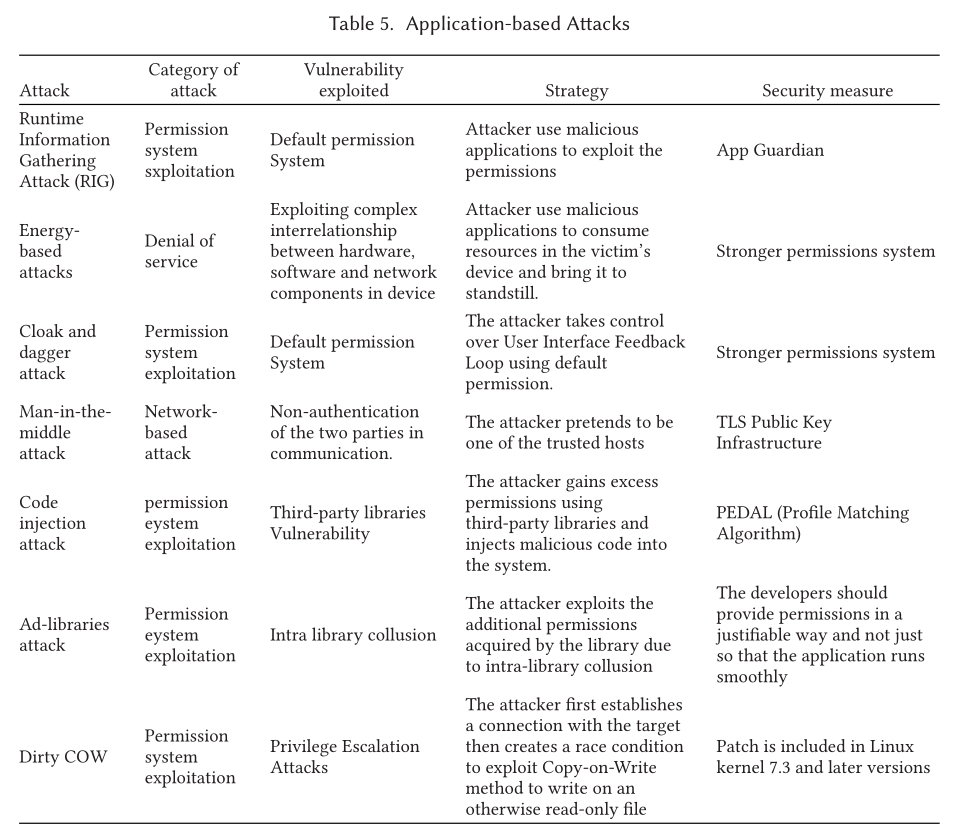 Table 5. Application-based Attacks
Attack
Category of
attack
Vulnerability
exploited
Strategy
Security measure
Runtime
Information
Gathering
Attack (RIG)
Permission
system
sxploitation
Default permission
System
Attacker use malicious
applications to exploit the
permissions
App Guardian
Energy-
based
attacks
Denial of
service
Exploiting complex
interrelationship
between hardware,
software and network
components in device
Attacker use malicious
applications to consume
resources in the victim's
device and bring it to
standstill.
Stronger permissions system
Cloak and
dagger
attack
Permission
system
exploitation
Default permission
System
The attacker takes control
over User Interface Feedback
Loop using default
permission.
Stronger permissions system
Man-in-the-
middle
attack
Network-
based
attack
Non-authentication
of the two parties in
communication.
The attacker pretends to be
one of the trusted hosts
TLS Public Key
Infrastructure
Code
injection
attack
permission
eystem
exploitation
Third-party libraries
Vulnerability
The attacker gains excess
permissions using
third-party libraries and
injects malicious code into
the system.
PEDAL (Profile Matching
Algorithm)
Ad-libraries
attack
Permission
eystem
exploitation
Intra library collusion
The attacker exploits the
additional permissions
acquired by the library due
to intra-library collusion
The developers should
provide permissions in a
justifiable way and not just
so that the application runs
smoothly
Dirty COW
Permission
system
exploitation
Privilege Escalation
Attacks
The attacker first establishes
a connection with the target
then creates a race condition
to exploit Copy-on-Write
method to write on an
otherwise read-only file
Patch is included in Linux
kernel 7.3 and later versions